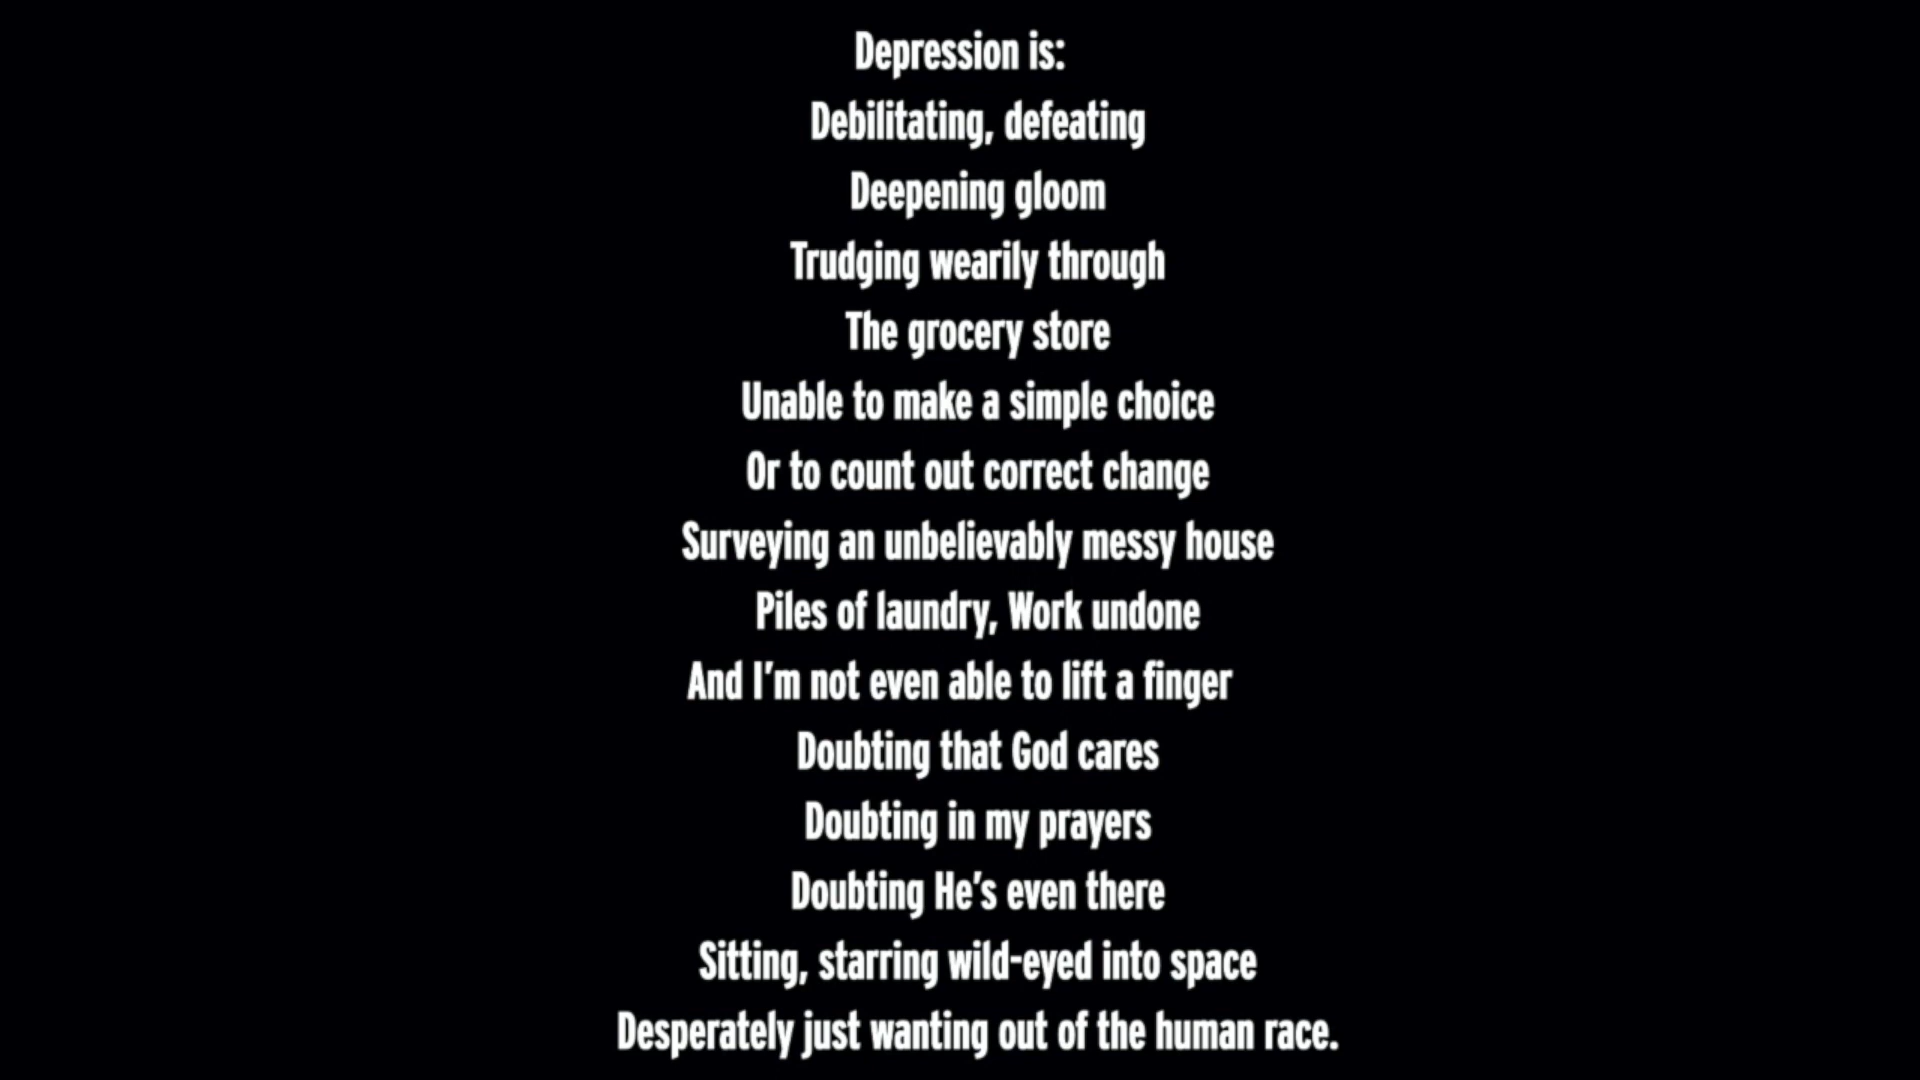 Depression is:
Debilitating, defeating
Deepening gloom
Trudging wearily through
The grocery store
Unable to make a simple choice
Or to count out correct change
Surveying an unbelievably messy house
Piles of laundry, Work undone
And I'm not even able to lift a finger
Doubting that God cares
Doubting in my prayers
Doubting He's even there
Sitting, starring wild-eyed into space
Desperately just wanting out of the human race.